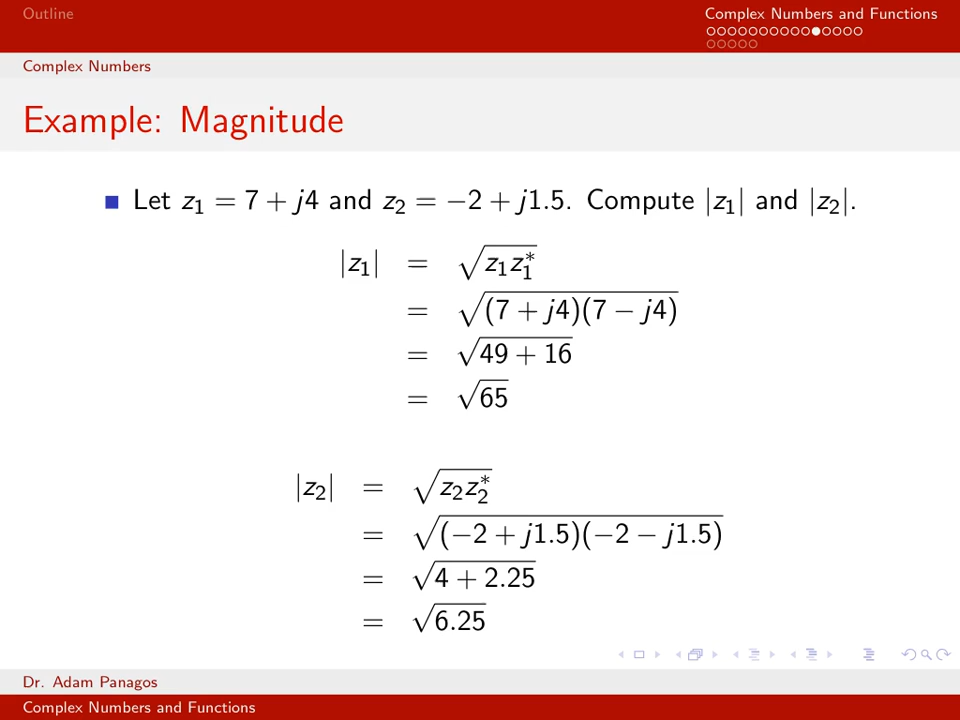 Outline
Complex Numbers and Functions
Complex Numbers
Example: Magnitude
Let z₁ = 7 + j4 and z₂ = −2 + j1.5. Compute |z₁| and |z₂|.
|z₁| = √(z₁z₁*)
= √((7 + j4)(7 − j4))
= √(49 + 16)
= √65
|z₂| = √(z₂z₂*)
= √((−2 + j1.5)(−2 − j1.5))
= √(4 + 2.25)
= √6.25
Dr. Adam Panagos
Complex Numbers and Functions